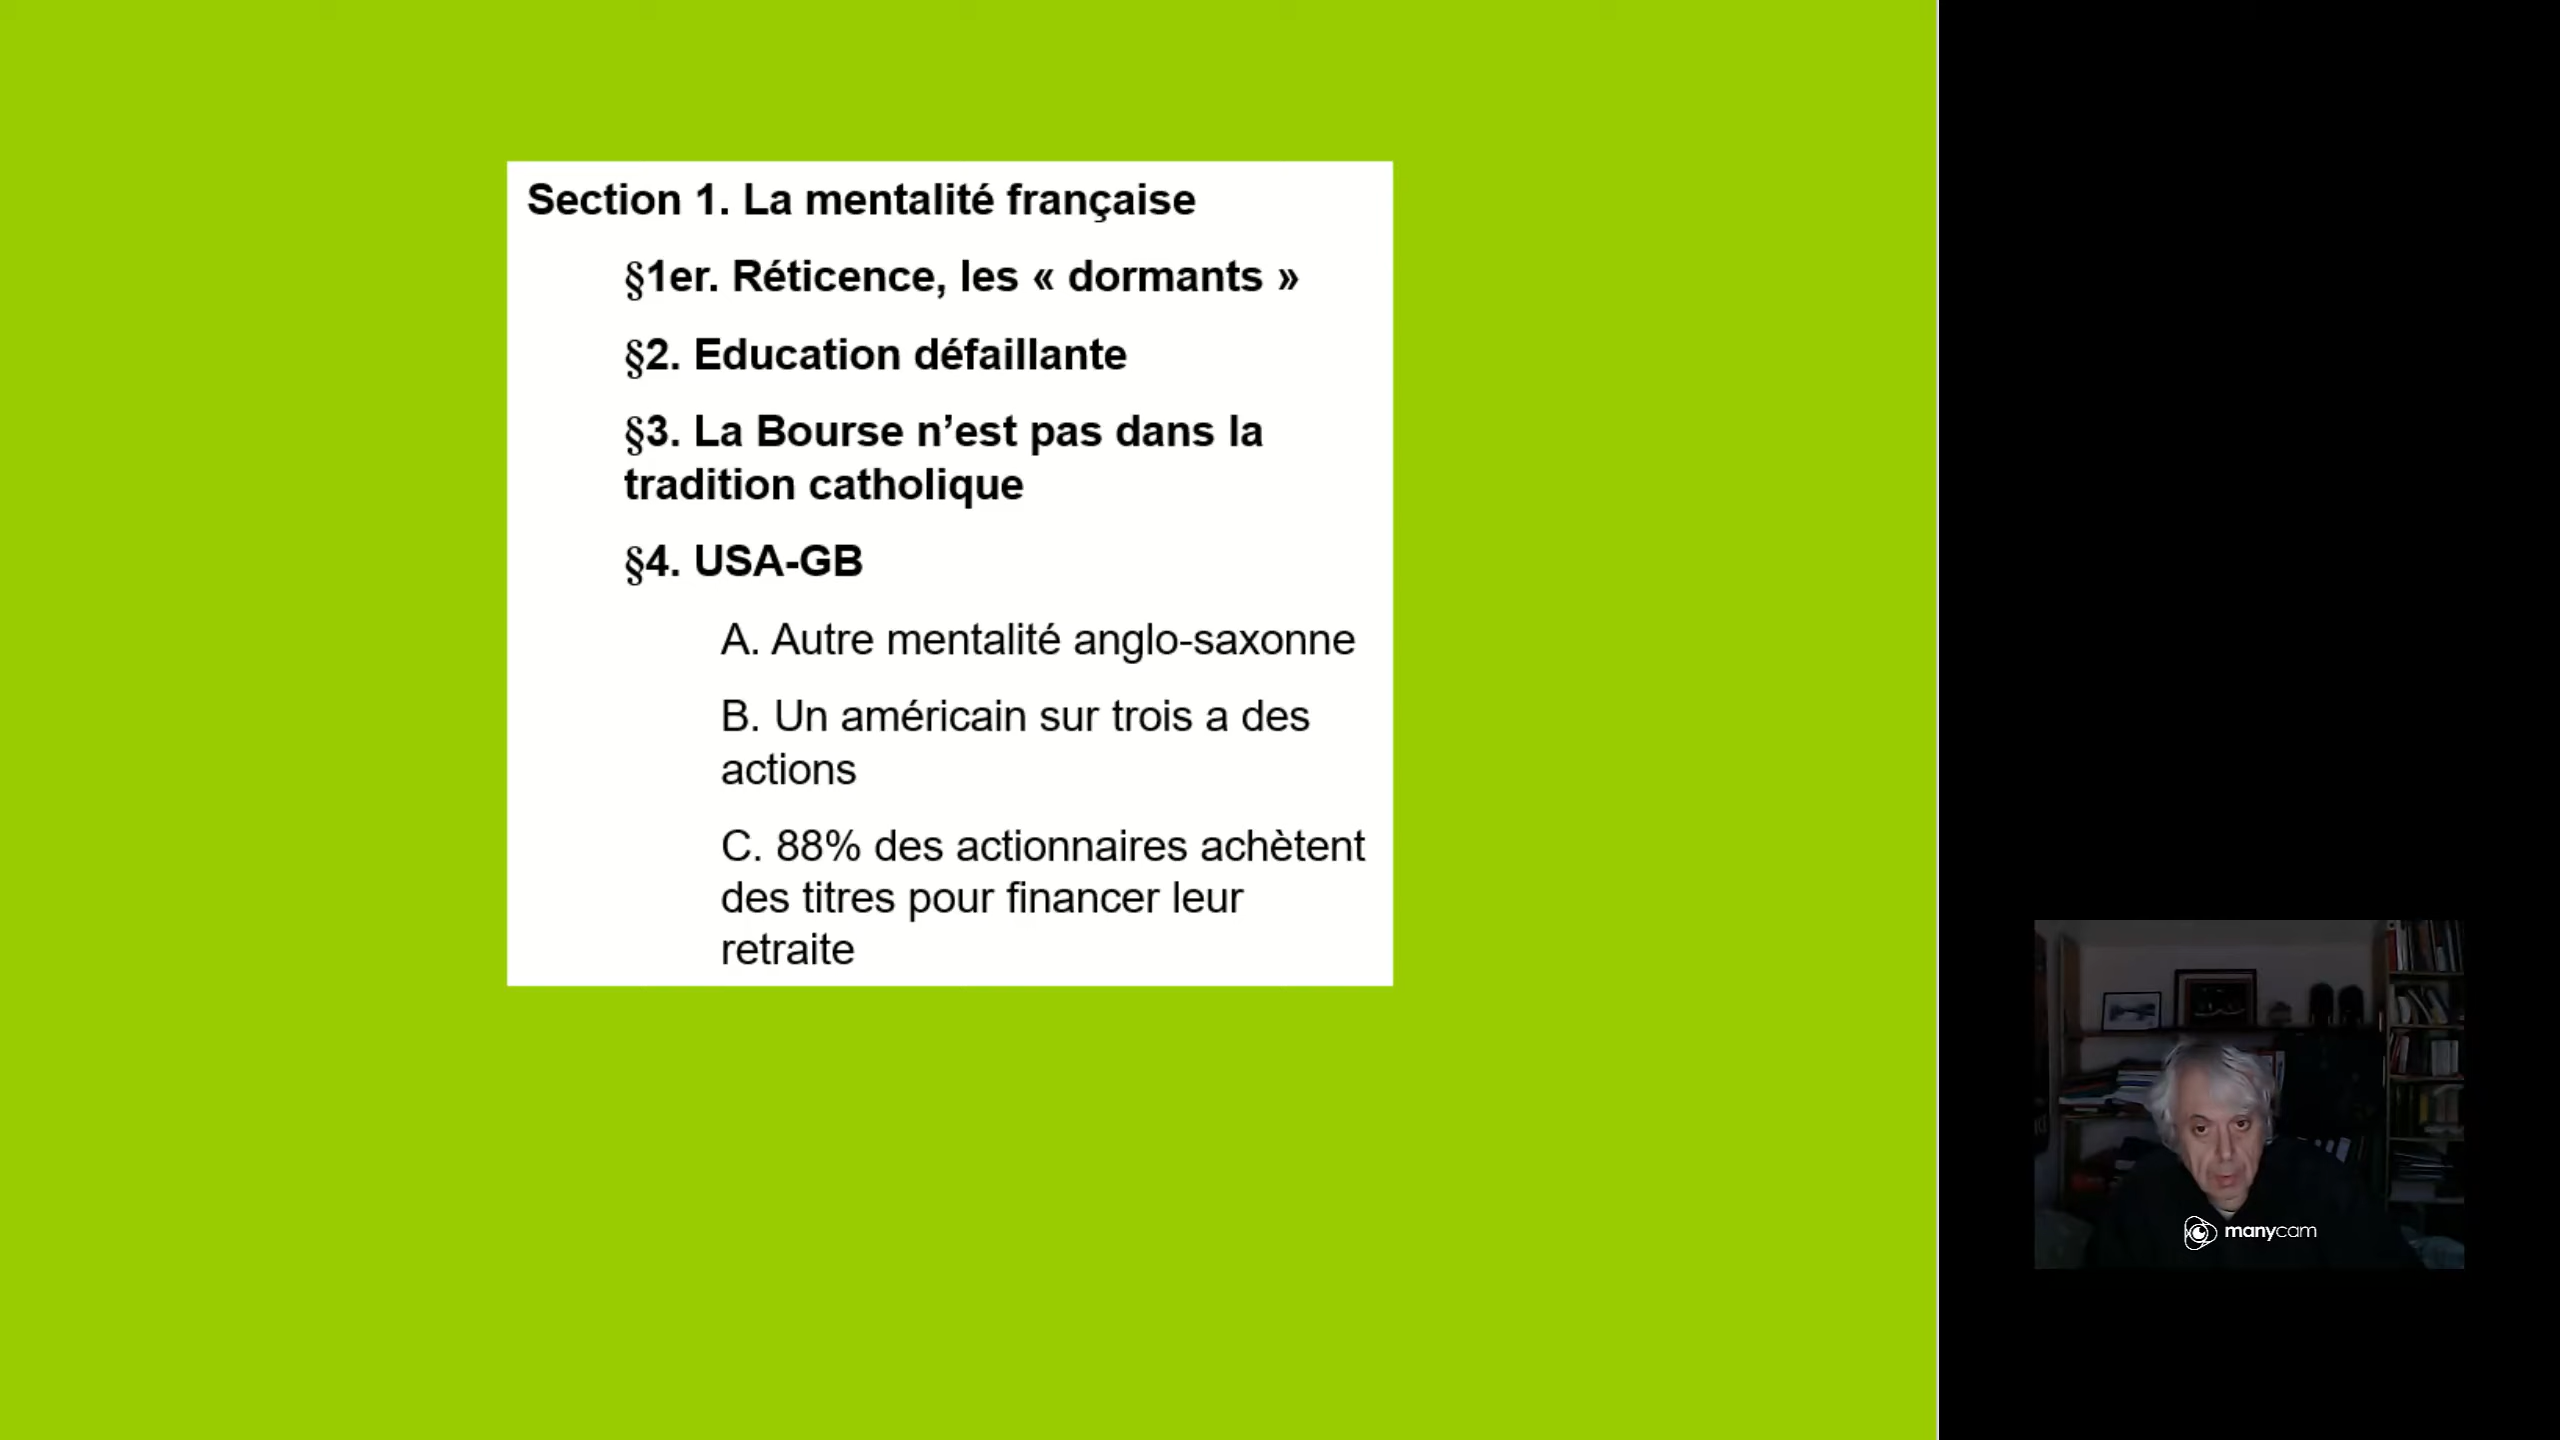 Section 1. La mentalité française
§1er. Réticence, les « dormants »
§2. Education défaillante
§3. La Bourse n’est pas dans la
tradition catholique
§4. USA-GB
A. Autre mentalité anglo-saxonne
B. Un américain sur trois a des
actions
C. 88% des actionnaires achètent
des titres pour financer leur
retraite
manycam